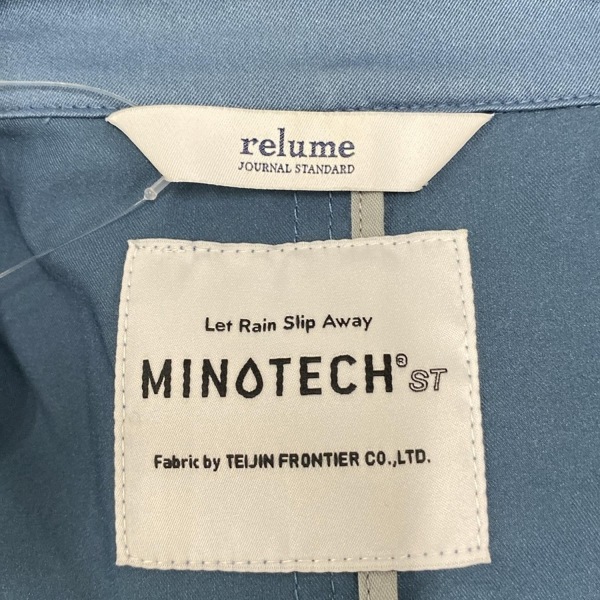 relume
JOURNAL STANDARD
Let Rain Slip Away
MINOTECH® ST
Fabric by TEIJIN FRONTIER CO.,LTD.